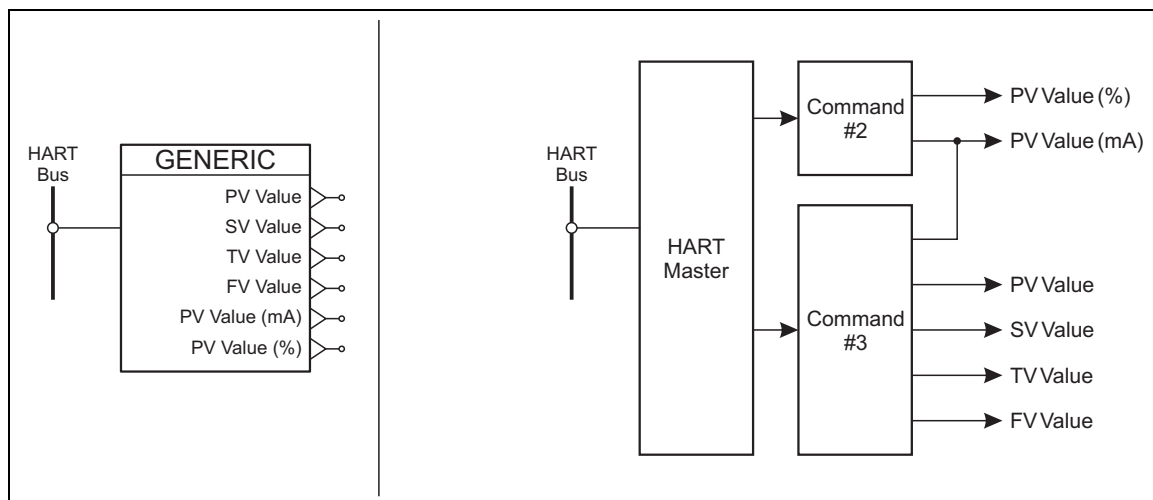 HART
Bus
GENERIC
PV Value
SV Value
TV Value
FV Value
PV Value (mA)
PV Value (%)
HART
Bus
HART
Master
Command
#2
PV Value (%)
PV Value (mA)
Command
#3
PV Value
SV Value
TV Value
FV Value